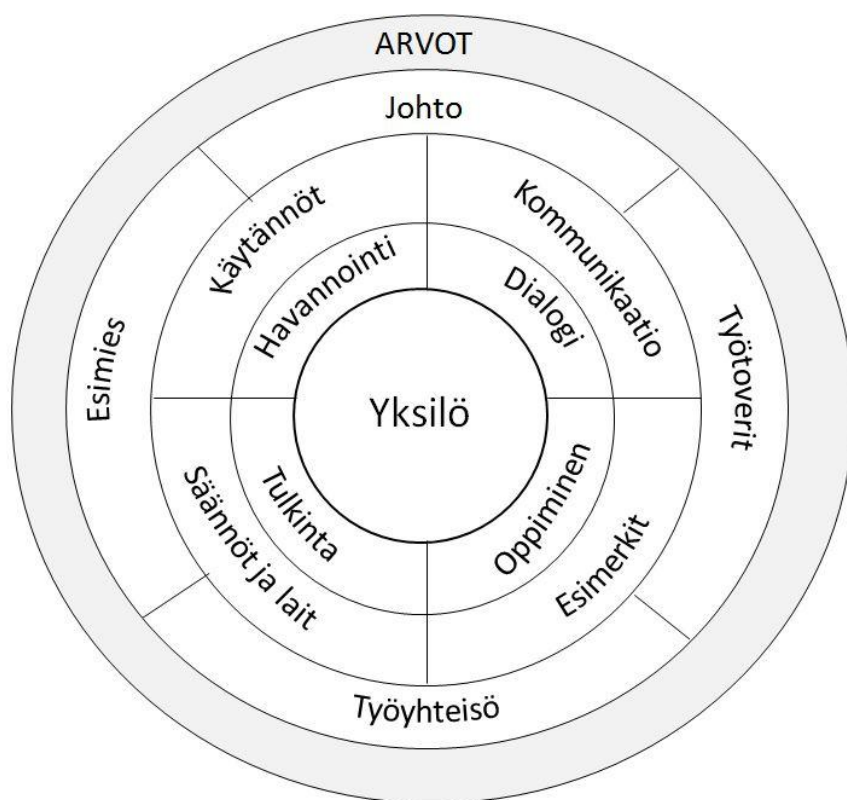 ARVOT
Johto
Käytännöt
Kommunikaatio
Havannointi
Dialogi
Esimies
Yksilö
Työtoverit
Säännöt ja lait
Tulkinta
Oppiminen
Esimerkit
Työyhteisö